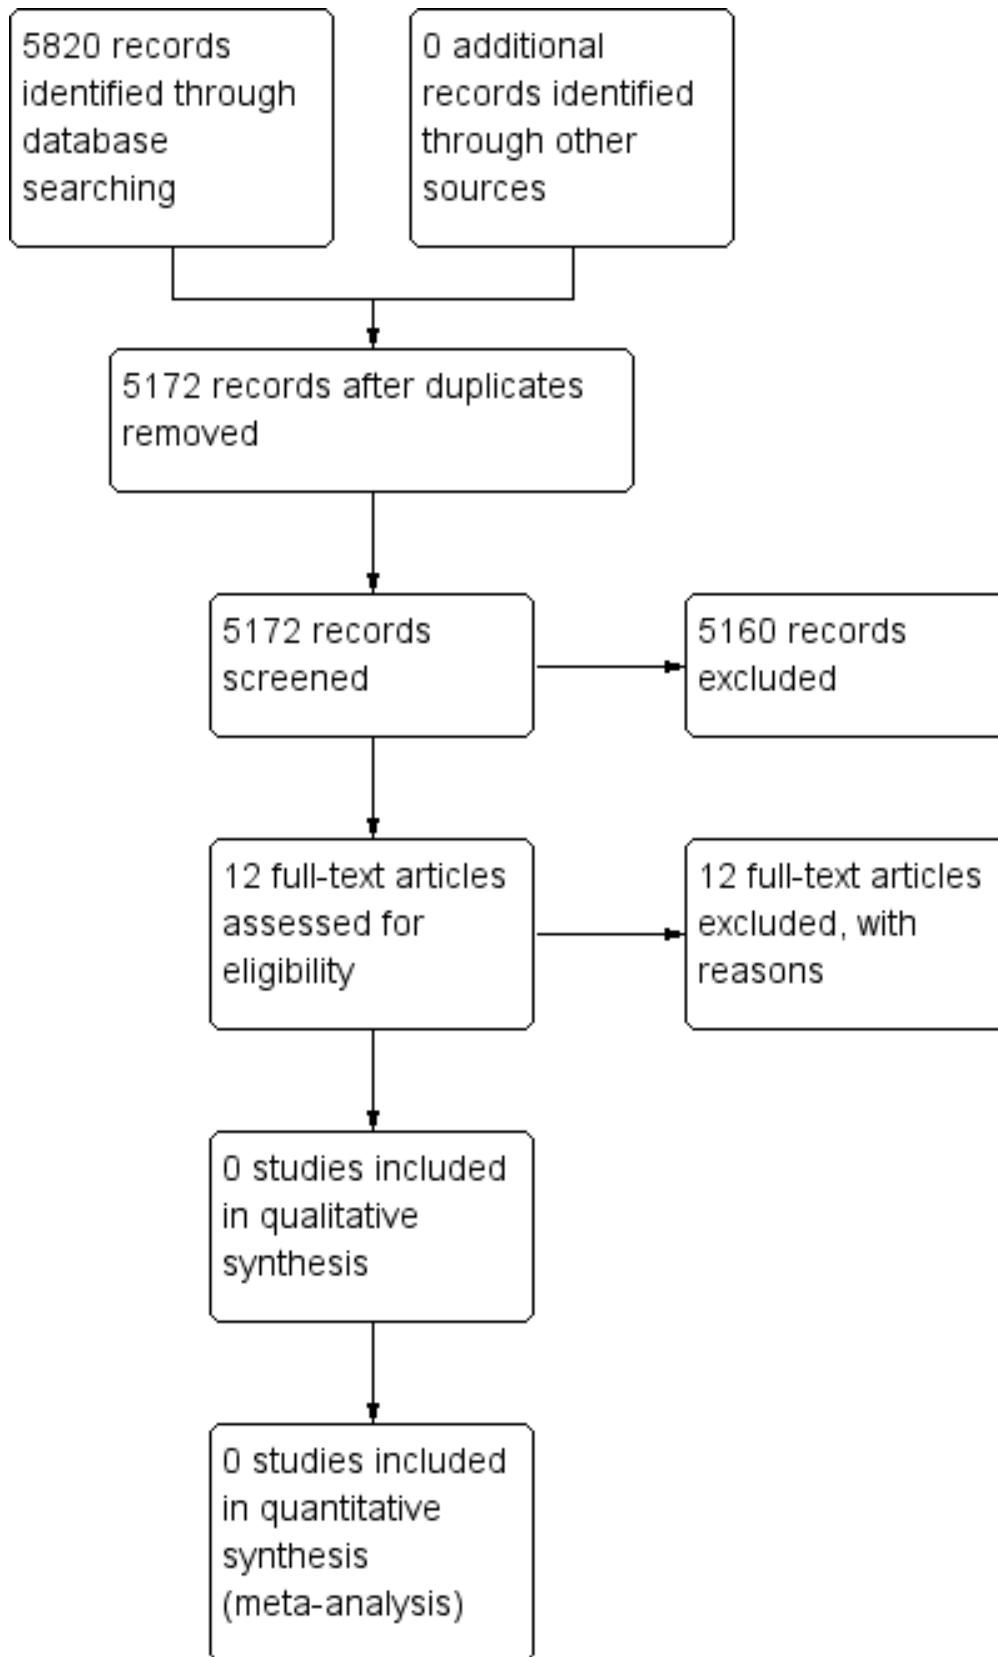 5820 records
identified through
database
searching
0 additional
records identified
through other
sources
5172 records after duplicates
removed
5172 records
screened
5160 records
excluded
12 full-text articles
assessed for
eligibility
12 full-text articles
excluded, with
reasons
0 studies included
in qualitative
synthesis
0 studies included
in quantitative
synthesis
(meta-analysis)